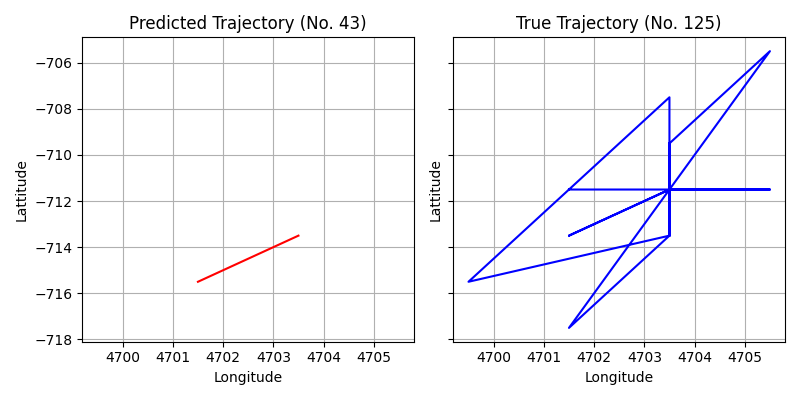 Predicted Trajectory (No. 43)
True Trajectory (No. 125)
Lattitude
−706
−708
−710
−712
−714
−716
−718
4700 4701 4702 4703 4704 4705
Longitude
Lattitude
4700 4701 4702 4703 4704 4705
Longitude